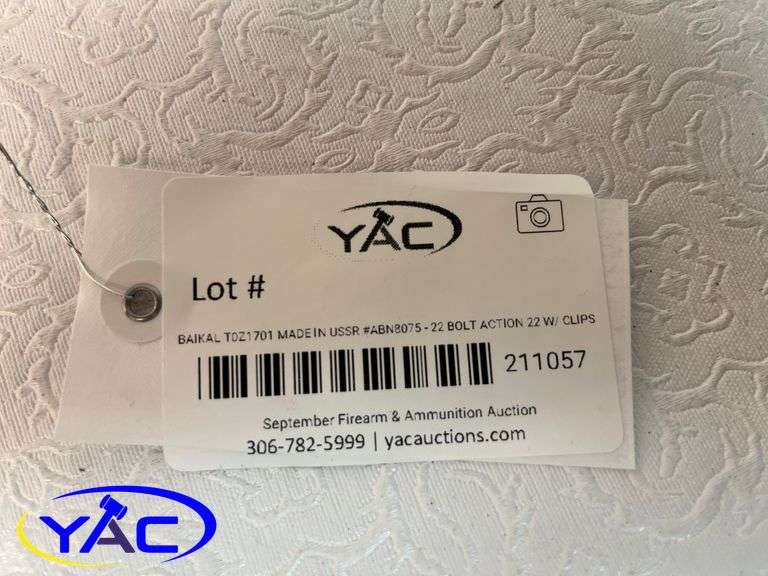 YAC
Lot #
BAIKAL TOZ1701 MADE IN USSR #ABN8075 - 22 BOLT ACTION 22 W/ CLIPS
211057
September Firearm & Ammunition Auction
306-782-5999 | yacauctions.com
YAC